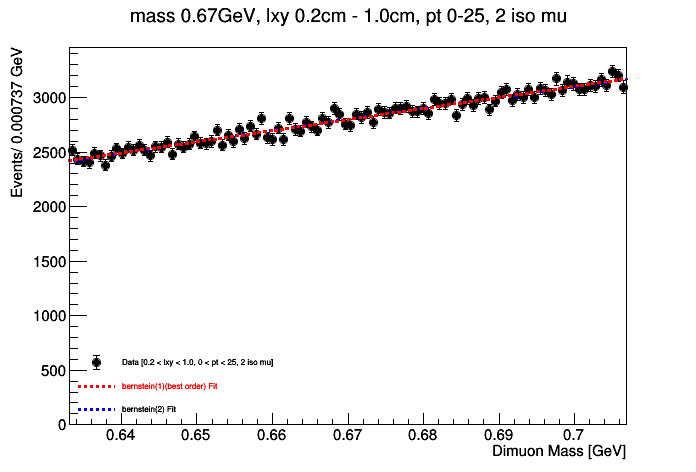 mass 0.67GeV, lxy 0.2cm - 1.0cm, pt 0-25, 2 iso mu
Events/ 0.000737 GeV
3000
2500
2000
1500
1000
500
0
Data [0.2 < lxy < 1.0, 0 < pt < 25, 2 iso mu]
bernstein(1)(best order) Fit
bernstein(2) Fit
0.64 0.65 0.66 0.67 0.68 0.69 0.7
Dimuon Mass [GeV]